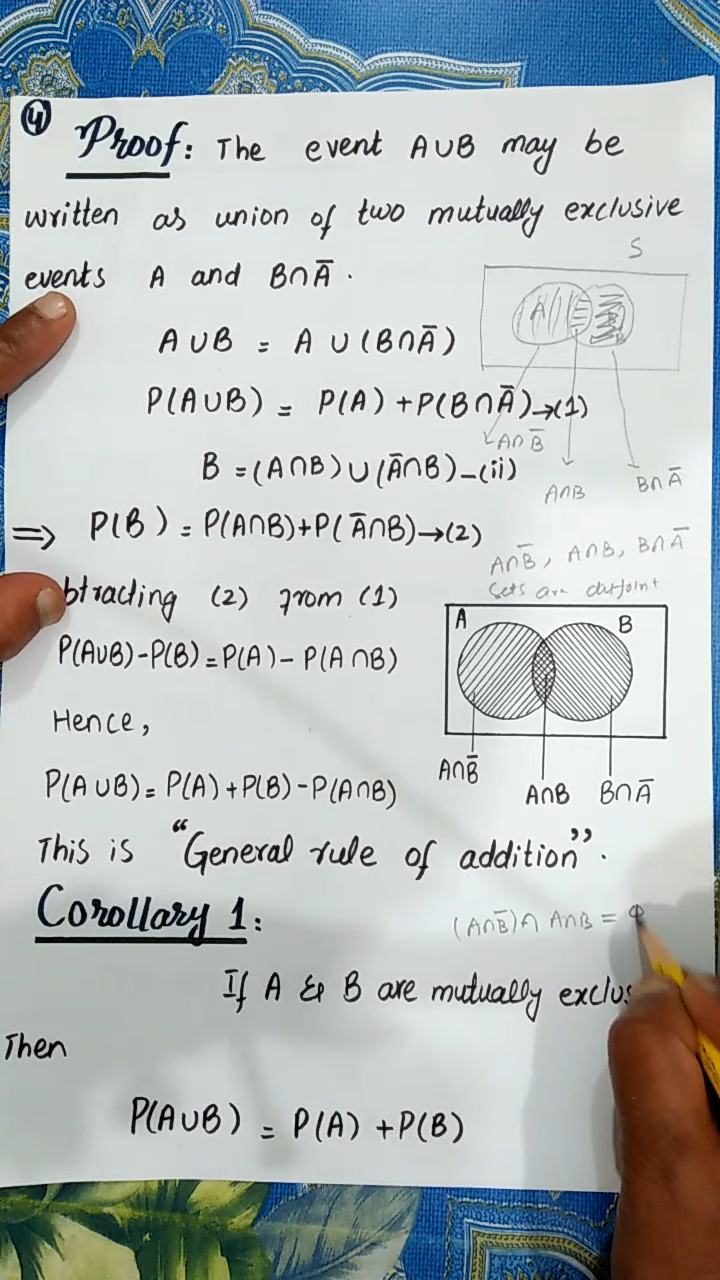 ④ Proof: The event A∪B may be
written as union of two mutually exclusive
events A and B∩A̅ .
S
A∪B = A ∪ (B∩A̅)
A
B
P(A∪B) = P(A) + P(B∩A̅) → (1)
A∩B̅
B = (A∩B) ∪ (A̅∩B) – (ii)
A∩B
B∩A̅
⇒ P(B) = P(A∩B) + P(A̅∩B) → (2)
A∩B̅, A∩B, B∩A̅
Sets are disjoint
btracting (2) from (1)
A B
P(A∪B) - P(B) = P(A) - P(A∩B)
Hence,
A∩B̅ A∩B B∩A̅
P(A∪B) = P(A) + P(B) - P(A∩B)
This is “General rule of addition”.
Corollary 1:
(A∩B̅) ∩ A∩B = Φ
If A & B are mutually exclus
Then
P(A∪B) = P(A) + P(B)